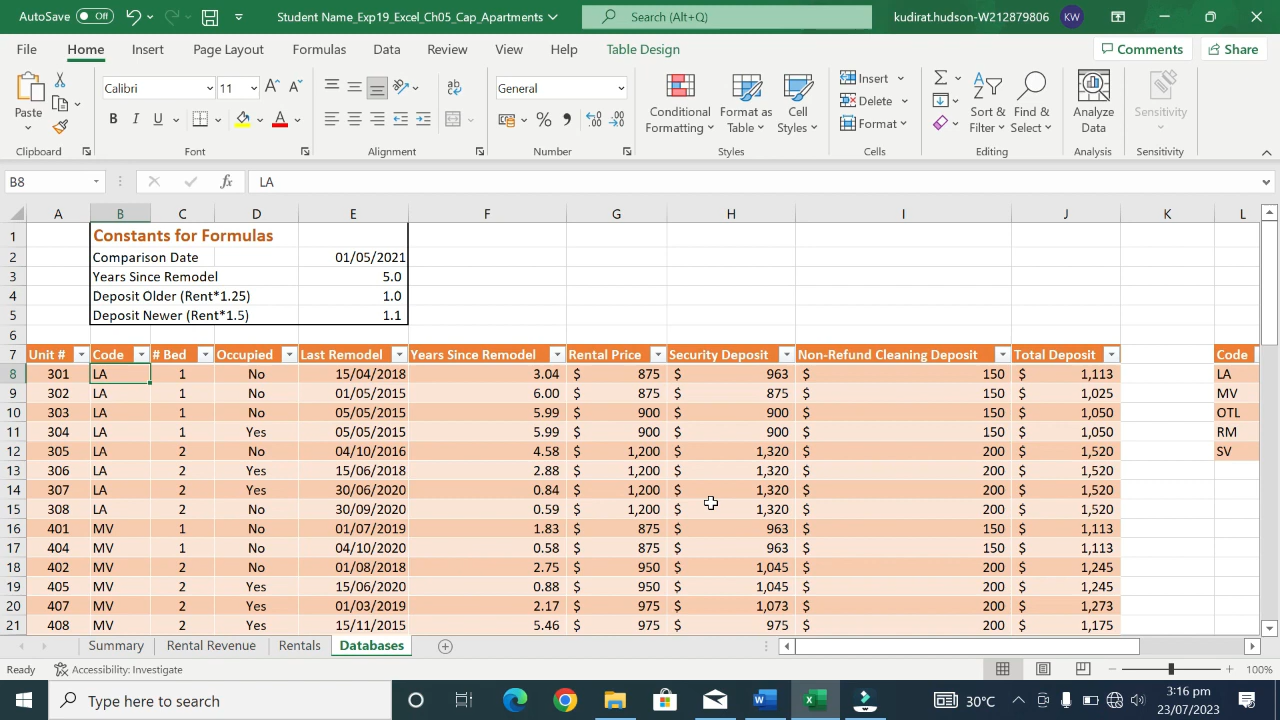 AutoSave Off Student Name_Exp19_Excel_Ch05_Cap_Apartments Search (Alt+Q) kudirat.hudson-W212879806 KW
File Home Insert Page Layout Formulas Data Review View Help Table Design Comments Share
Paste Calibri 11 A A General Conditional Formatting Format as Table Cell Styles Insert Delete Format Sort & Filter Find & Select Analyze Data Sensitivity
B I U A ab % 9 .00
Clipboard Font Alignment Number Styles Cells Editing Analysis Sensitivity
B8 fx LA
A B C D E F G H I J K L
1 Constants for Formulas
2 Comparison Date 01/05/2021
3 Years Since Remodel 5.0
4 Deposit Older (Rent*1.25) 1.0
5 Deposit Newer (Rent*1.5) 1.1
6
7 Unit # Code # Bed Occupied Last Remodel Years Since Remodel Rental Price Security Deposit Non-Refund Cleaning Deposit Total Deposit Code
8 301 LA 1 No 15/04/2018 3.04 $ 875 $ 963 $ 150 $ 1,113 LA
9 302 LA 1 No 01/05/2015 6.00 $ 875 $ 875 $ 150 $ 1,025 MV
10 303 LA 1 No 05/05/2015 5.99 $ 900 $ 900 $ 150 $ 1,050 OTL
11 304 LA 1 Yes 05/05/2015 5.99 $ 900 $ 900 $ 150 $ 1,050 RM
12 305 LA 2 No 04/10/2016 4.58 $ 1,200 $ 1,320 $ 200 $ 1,520 SV
13 306 LA 2 Yes 15/06/2018 2.88 $ 1,200 $ 1,320 $ 200 $ 1,520
14 307 LA 2 Yes 30/06/2020 0.84 $ 1,200 $ 1,320 $ 200 $ 1,520
15 308 LA 2 No 30/09/2020 0.59 $ 1,200 $ 1,320 $ 200 $ 1,520
16 401 MV 1 No 01/07/2019 1.83 $ 875 $ 963 $ 150 $ 1,113
17 404 MV 1 No 04/10/2020 0.58 $ 875 $ 963 $ 150 $ 1,113
18 402 MV 2 No 01/08/2018 2.75 $ 950 $ 1,045 $ 200 $ 1,245
19 405 MV 2 Yes 15/06/2020 0.88 $ 950 $ 1,045 $ 200 $ 1,245
20 407 MV 2 Yes 01/03/2019 2.17 $ 975 $ 1,073 $ 200 $ 1,273
21 408 MV 2 Yes 15/11/2015 5.46 $ 975 $ 975 $ 200 $ 1,175
Summary Rental Revenue Rentals Databases
Ready Accessibility: Investigate 100%
Type here to search 30°C 3:16 pm
23/07/2023